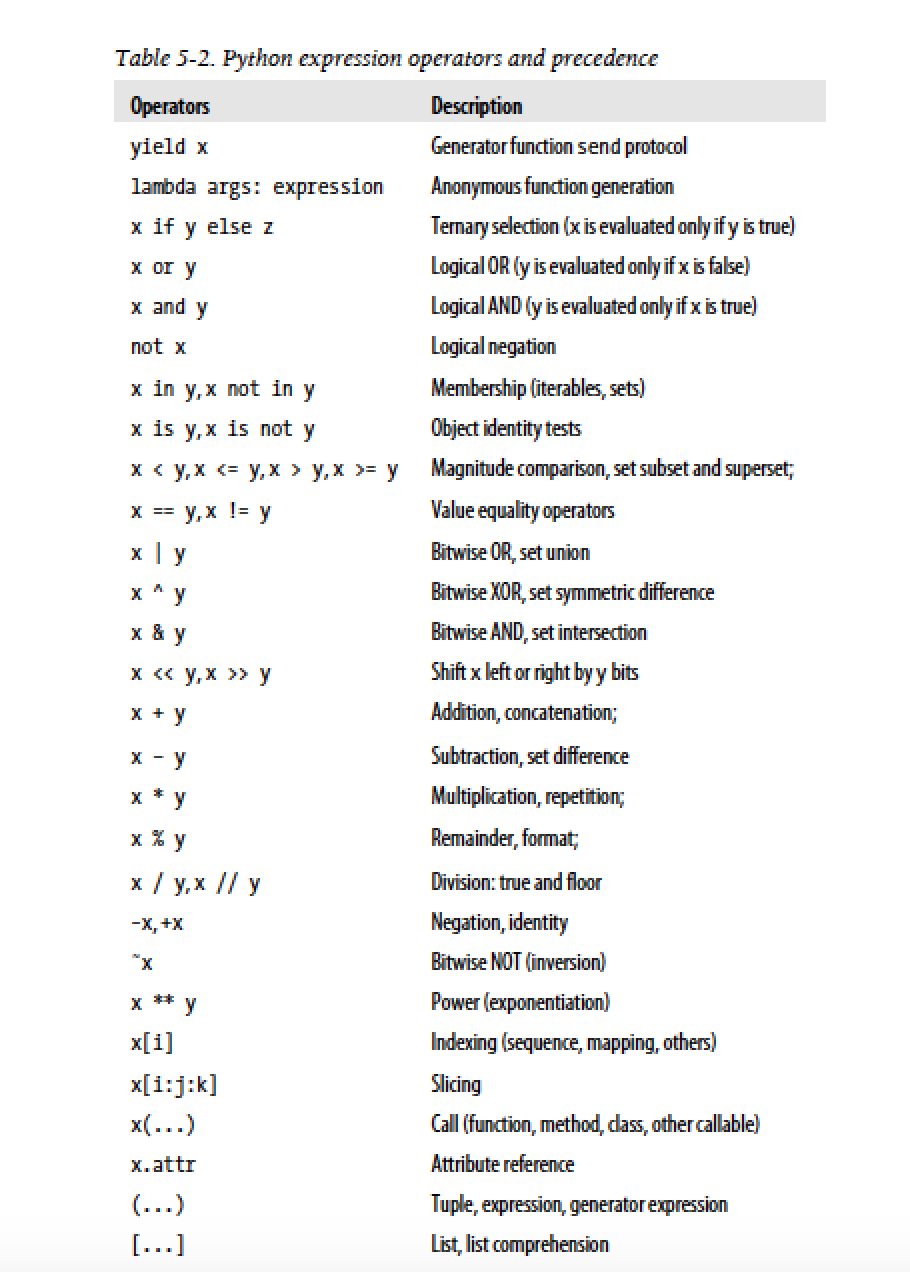 Table 5-2. Python expression operators and precedence
Operators Description
yield x Generator function send protocol
lambda args: expression Anonymous function generation
x if y else z Ternary selection (x is evaluated only if y is true)
x or y Logical OR (y is evaluated only if x is false)
x and y Logical AND (y is evaluated only if x is true)
not x Logical negation
x in y, x not in y Membership (iterables, sets)
x is y, x is not y Object identity tests
x < y, x <= y, x > y, x >= y Magnitude comparison, set subset and superset;
x == y, x != y Value equality operators
x | y Bitwise OR, set union
x ^ y Bitwise XOR, set symmetric difference
x & y Bitwise AND, set intersection
x << y, x >> y Shift x left or right by y bits
x + y Addition, concatenation;
x – y Subtraction, set difference
x * y Multiplication, repetition;
x % y Remainder, format;
x / y, x // y Division: true and floor
−x, +x Negation, identity
~x Bitwise NOT (inversion)
x ** y Power (exponentiation)
x[i] Indexing (sequence, mapping, others)
x[i:j:k] Slicing
x(...) Call (function, method, class, other callable)
x.attr Attribute reference
(...) Tuple, expression, generator expression
[...] List, list comprehension